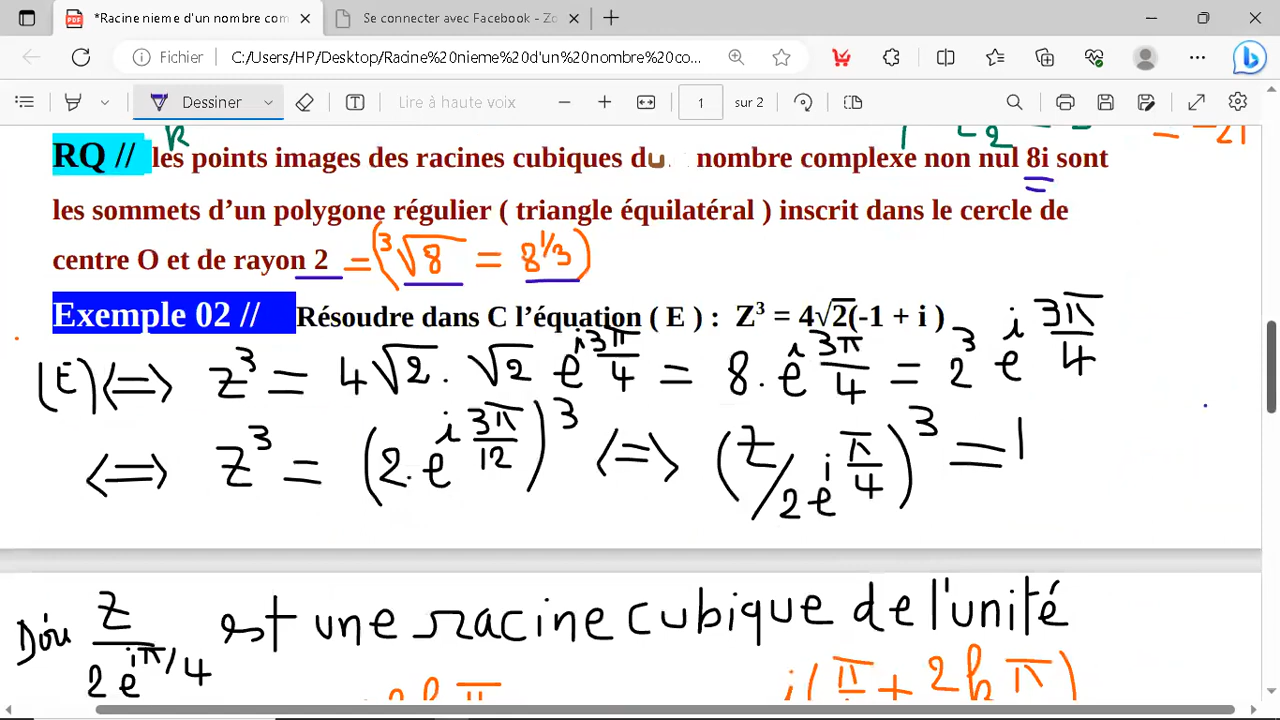 *Racine nieme d'un nombre com
Se connecter avec Facebook - Zo
Fichier C:/Users/HP/Desktop/Racine%20nieme%20d'un%20nombre%20co...
Dessiner Lire à haute voix 1 sur 2
RQ // les points images des racines cubiques du nombre complexe non nul 8i sont
les sommets d'un polygone régulier ( triangle équilatéral ) inscrit dans le cercle de
centre O et de rayon 2 = (³√8 = 8^1/3)
Exemple 02 // Résoudre dans C l'équation ( E ) : Z³ = 4√2(-1 + i )
(E) <=> Z³ = 4√2 . √2 e^i3π/4 = 8. e^i3π/4 = 2³ e^i3π/4
<=> Z³ = (2.e^i3π/12)³ <=> (Z/2e^iπ/4)³ = 1
D'où Z/2e^iπ/4 est une racine cubique de l'unité